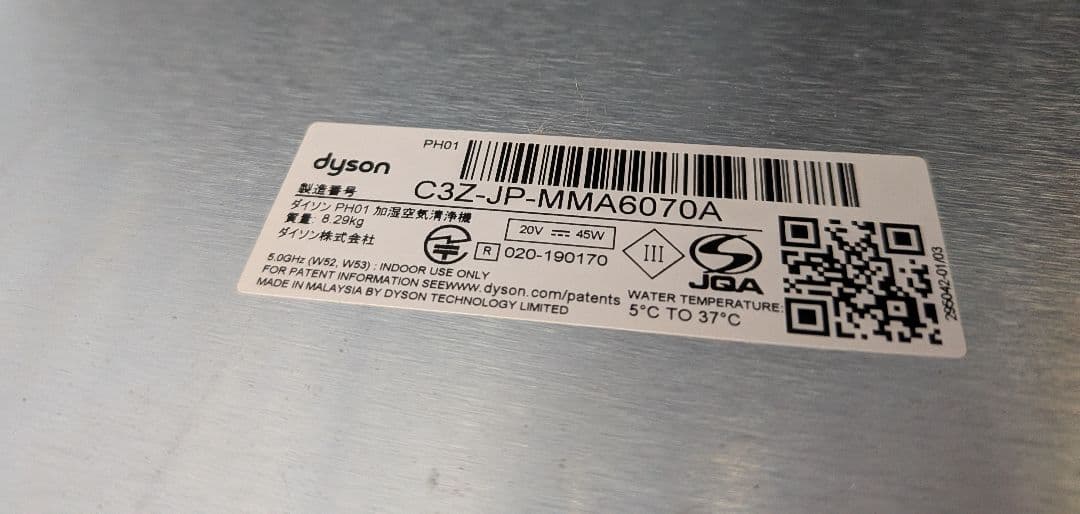 PH01
dyson
製造番号
C3Z-JP-MMA6070A
ダイソン PH01 加湿空気清浄機
質量: 8.29kg
ダイソン株式会社
20V 45W
R 020-190170
III
JQA
5.0GHz (W52, W53) : INDOOR USE ONLY
FOR PATENT INFORMATION SEEWWW.dyson.com/patents
MADE IN MALAYSIA BY DYSON TECHNOLOGY LIMITED
WATER TEMPERATURE:
5°C TO 37°C
295042-01/03